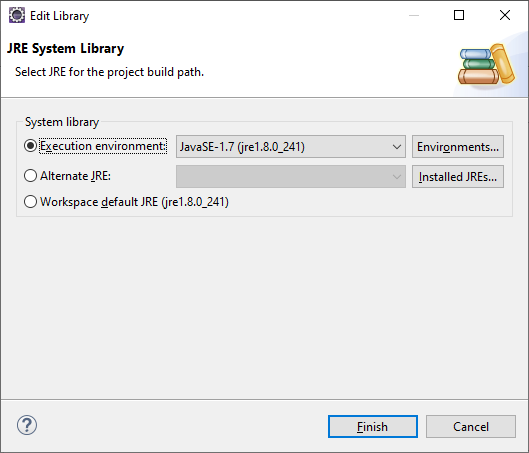 Edit Library
JRE System Library
Select JRE for the project build path.
System library
Execution environment: JavaSE-1.7 (jre1.8.0_241) Environments...
Alternate JRE: Installed JREs...
Workspace default JRE (jre1.8.0_241)
Finish Cancel